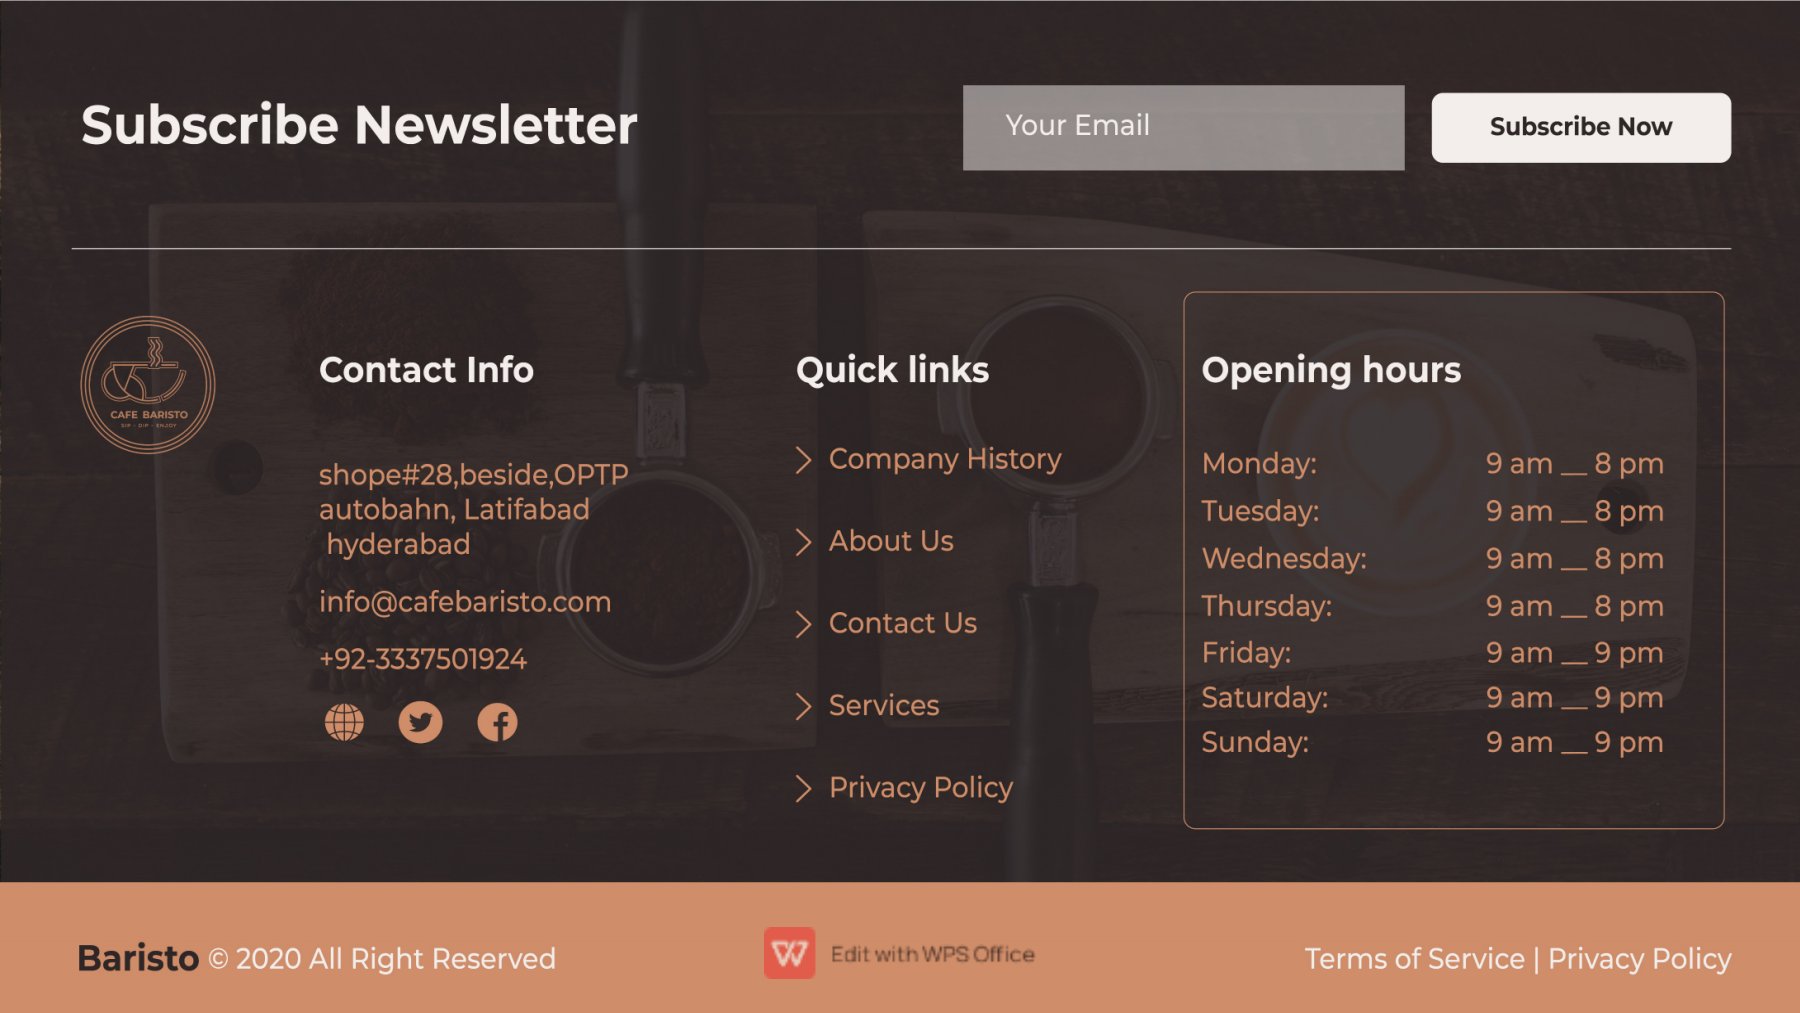 Subscribe Newsletter
Your Email
Subscribe Now
CAFE BARISTO
SIP - DIP - ENJOY
Contact Info
shope#28,beside,OPTP
autobahn, Latifabad
hyderabad
info@cafebaristo.com
+92-3337501924
Quick links
Company History
About Us
Contact Us
Services
Privacy Policy
Opening hours
Monday: 9 am __ 8 pm
Tuesday: 9 am __ 8 pm
Wednesday: 9 am __ 8 pm
Thursday: 9 am __ 8 pm
Friday: 9 am __ 9 pm
Saturday: 9 am __ 9 pm
Sunday: 9 am __ 9 pm
Baristo © 2020 All Right Reserved
Edit with WPS Office
Terms of Service | Privacy Policy